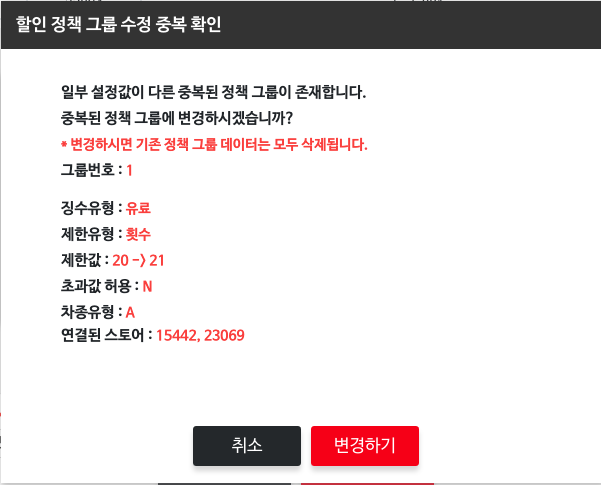 할인 정책 그룹 수정 중복 확인
일부 설정값이 다른 중복된 정책 그룹이 존재합니다.
중복된 정책 그룹에 변경하시겠습니까?
* 변경하시면 기존 정책 그룹 데이터는 모두 삭제됩니다.
그룹번호 : 1
징수유형 : 유료
제한유형 : 횟수
제한값 : 20 -> 21
초과값 허용 : N
차종유형 : A
연결된 스토어 : 15442, 23069
취소
변경하기